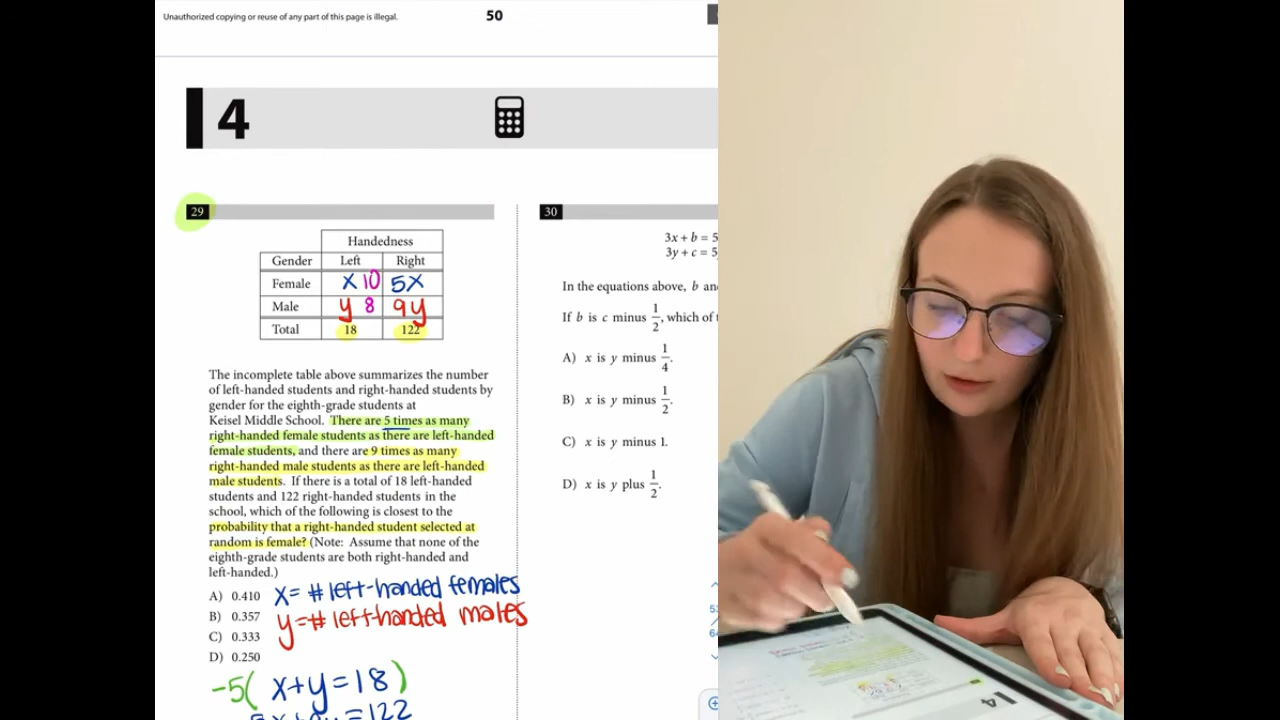 Unauthorized copying or reuse of any part of this page is illegal.
50
4
29
Handedness
Gender Left Right
Female x 10 5x
Male y 8 9y
Total 18 122
The incomplete table above summarizes the number
of left-handed students and right-handed students by
gender for the eighth-grade students at
Keisel Middle School. There are 5 times as many
right-handed female students as there are left-handed
female students, and there are 9 times as many
right-handed male students as there are left-handed
male students. If there is a total of 18 left-handed
students and 122 right-handed students in the
school, which of the following is closest to the
probability that a right-handed student selected at
random is female? (Note: Assume that none of the
eighth-grade students are both right-handed and
left-handed.)
A) 0.410
B) 0.357
C) 0.333
D) 0.250
x= # left-handed females
y=# left-handed males
-5( x+y=18 )
=122
30
3x + b = 5
3y + c = 5
In the equations above, b
If b is c minus 1/2, which of
A) x is y minus 1/4.
B) x is y minus 1/2.
C) x is y minus 1.
D) x is y plus 1/2.
4